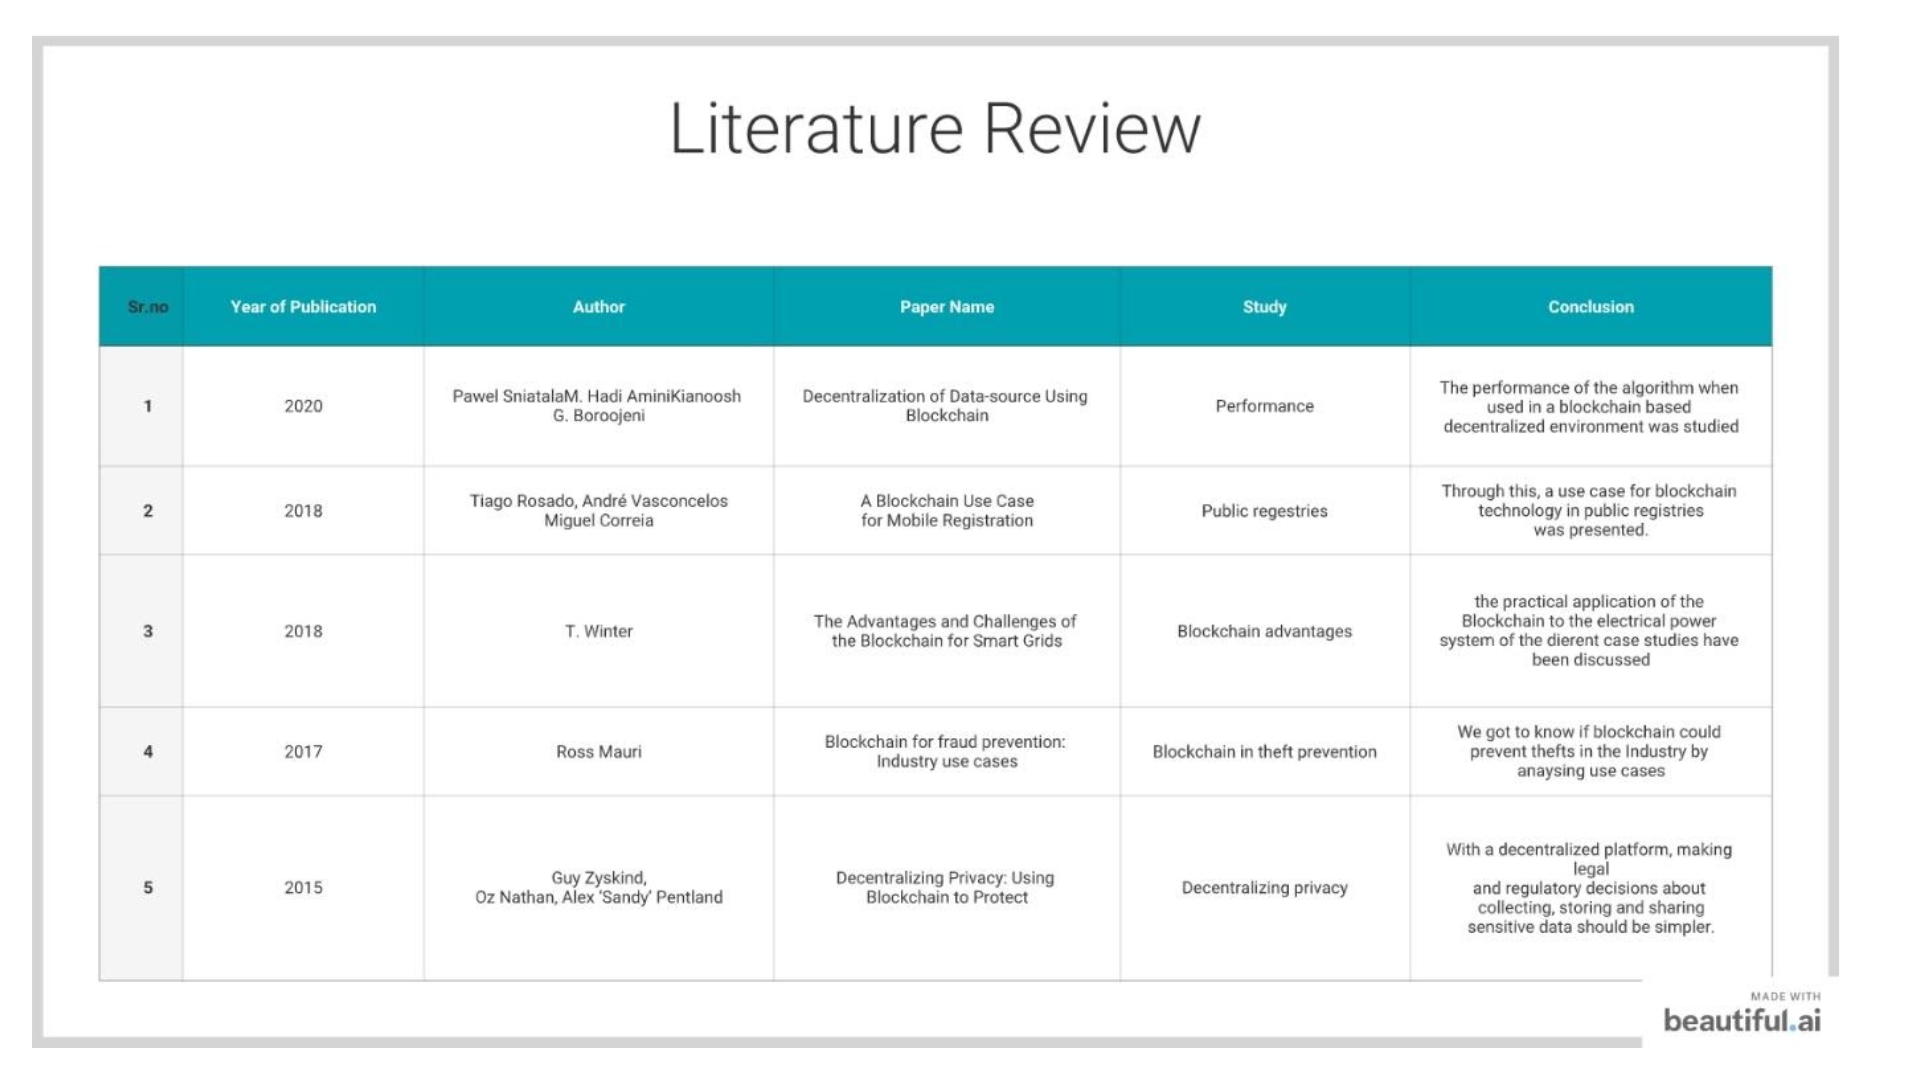 Literature Review
Sr.no
Year of Publication
Author
Paper Name
Study
Conclusion
1
2020
Pawel SniatalaM. Hadi AminiKianoosh
G. Boroojeni
Decentralization of Data-source Using
Blockchain
Performance
The performance of the algorithm when
used in a blockchain based
decentralized environment was studied
2
2018
Tiago Rosado, André Vasconcelos
Miguel Correia
A Blockchain Use Case
for Mobile Registration
Public regestries
Through this, a use case for blockchain
technology in public registries
was presented.
3
2018
T. Winter
The Advantages and Challenges of
the Blockchain for Smart Grids
Blockchain advantages
the practical application of the
Blockchain to the electrical power
system of the dierent case studies have
been discussed
4
2017
Ross Mauri
Blockchain for fraud prevention:
Industry use cases
Blockchain in theft prevention
We got to know if blockchain could
prevent thefts in the Industry by
anaysing use cases
5
2015
Guy Zyskind,
Oz Nathan, Alex ‘Sandy’ Pentland
Decentralizing Privacy: Using
Blockchain to Protect
Decentralizing privacy
With a decentralized platform, making
legal
and regulatory decisions about
collecting, storing and sharing
sensitive data should be simpler.
MADE WITH
beautiful.ai